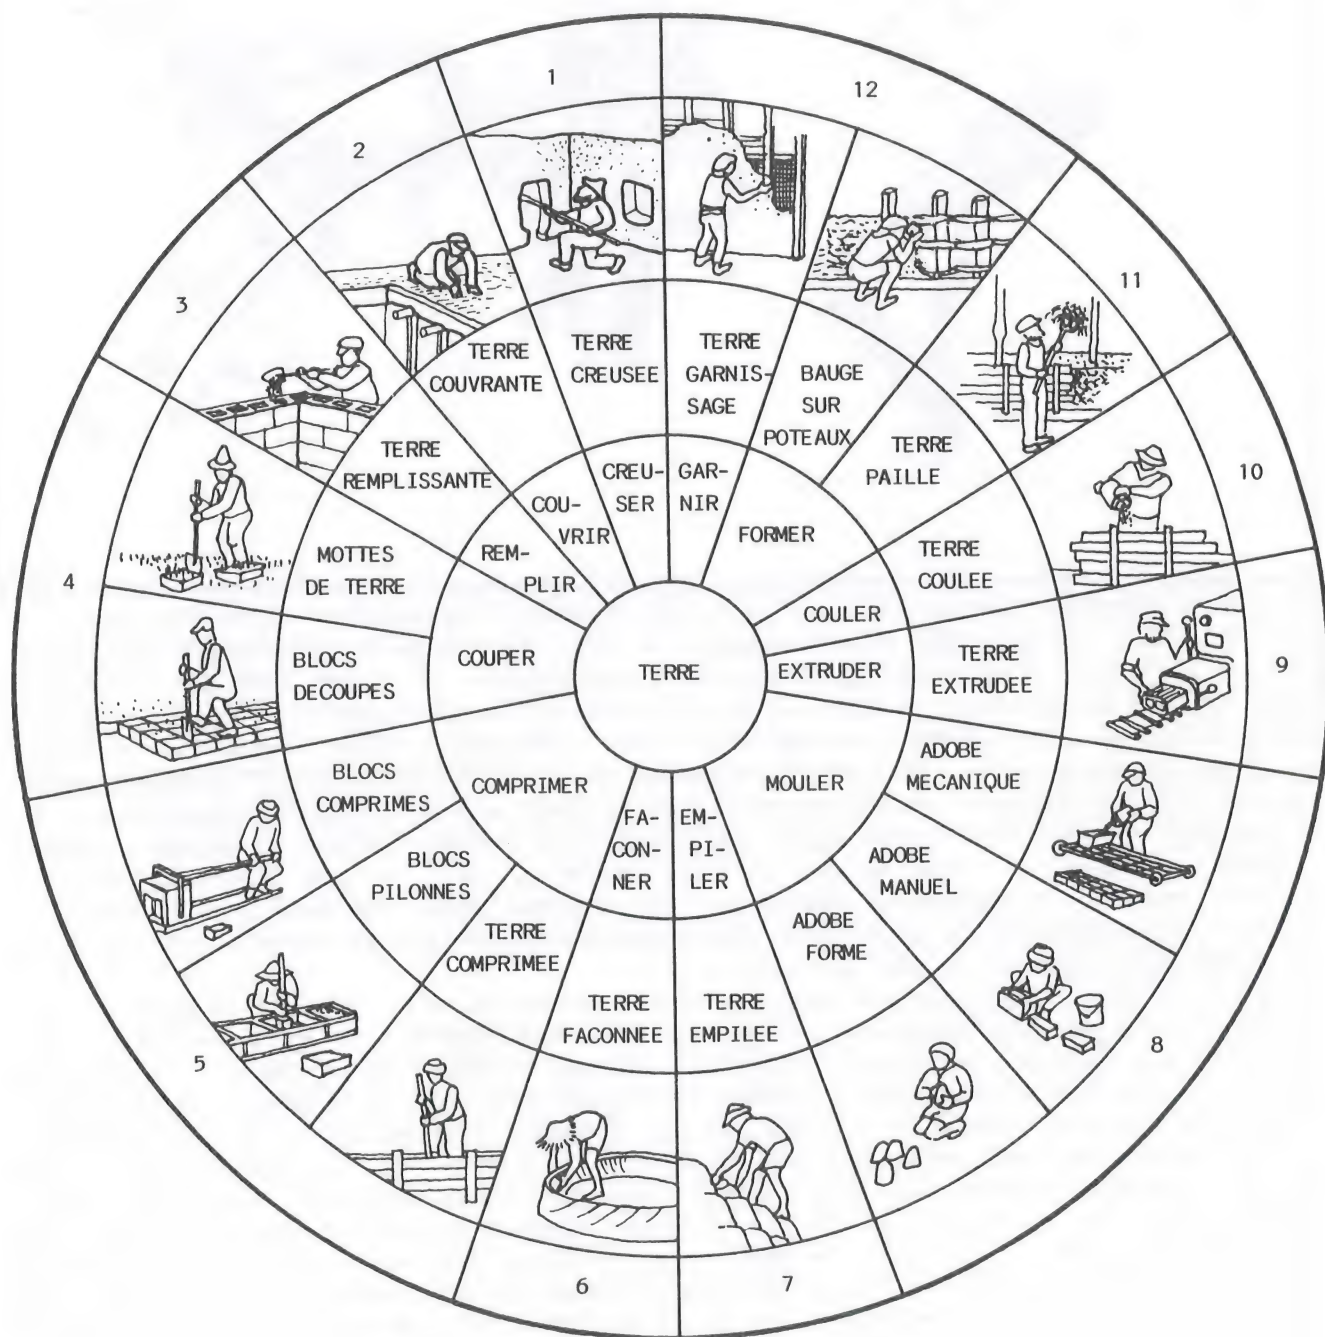 1
12
2
11
3
10
4
9
5
8
6
7
TERRE
CREUSEE
TERRE
GARNIS-
SAGE
BAUGE
SUR
POTEAUX
TERRE
PAILLE
TERRE
COULEE
TERRE
EXTRUDEE
ADOBE
MECANIQUE
ADOBE
MANUEL
ADOBE
FORME
TERRE
EMPILEE
TERRE
FACONNEE
TERRE
COMPRIMEE
BLOCS
PILONNES
BLOCS
COMPRIMES
BLOCS
DECOUPES
MOTTES
DE TERRE
TERRE
REMPLISSANTE
TERRE
COUVRANTE
CREU-
SER
GAR-
NIR
FORMER
COULER
EXTRUDER
MOULER
EM-
PI-
LER
FA-
CON-
NER
COMPRIMER
COUPER
REM-
PLIR
COU-
VRIR
TERRE